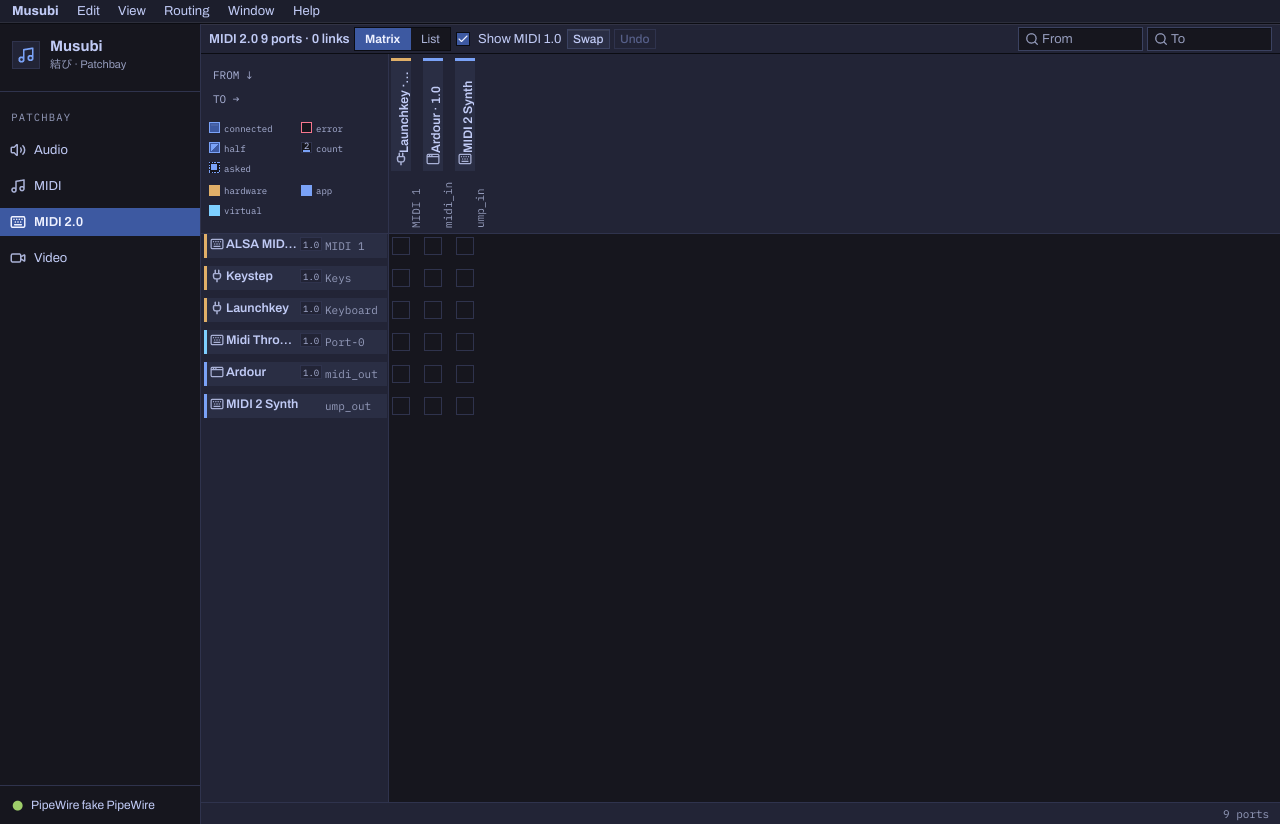 Musubi Edit View Routing Window Help
Musubi
結び · Patchbay
PATCHBAY
Audio
MIDI
MIDI 2.0
Video
PipeWire fake PipeWire
MIDI 2.0 9 ports · 0 links Matrix List Show MIDI 1.0 Swap Undo From To
FROM ↓
TO →
connected error
half 2 count
asked
hardware app
virtual
Launchkey ·…
Ardour · 1.0
MIDI 2 Synth
MIDI 1
midi_in
ump_in
ALSA MID… 1.0 MIDI 1
Keystep 1.0 Keys
Launchkey 1.0 Keyboard
Midi Thro… 1.0 Port-0
Ardour 1.0 midi_out
MIDI 2 Synth ump_out
9 ports